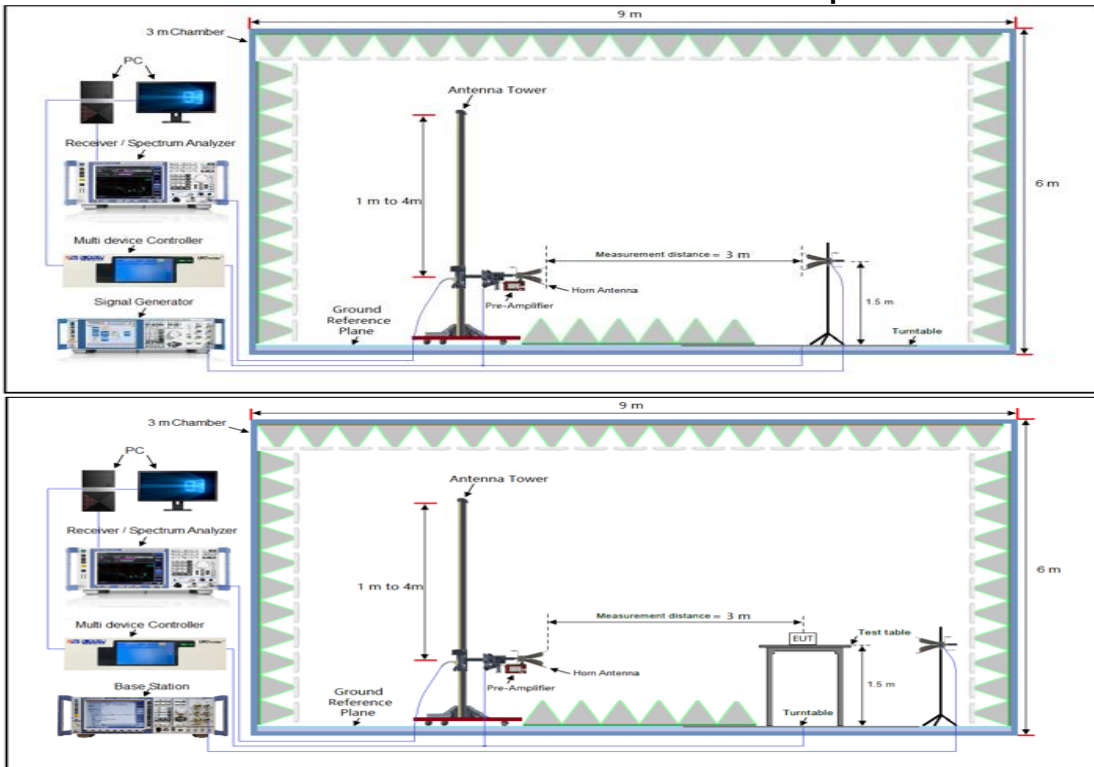 9 m
3 m Chamber
PC
Antenna Tower
Receiver / Spectrum Analyzer
6 m
1 m to 4m
Multi device Controller
Measurement distance = 3 m
Signal Generator
Horn Antenna
Pre-Amplifier
1.5 m
Ground
Reference
Plane
Turntable
9 m
3 m Chamber
PC
Antenna Tower
Receiver / Spectrum Analyzer
6 m
1 m to 4m
Measurement distance = 3 m
Multi device Controller
EUT
Test table
Horn Antenna
Base Station
Pre-Amplifier
1.5 m
Ground
Reference
Plane
Turntable